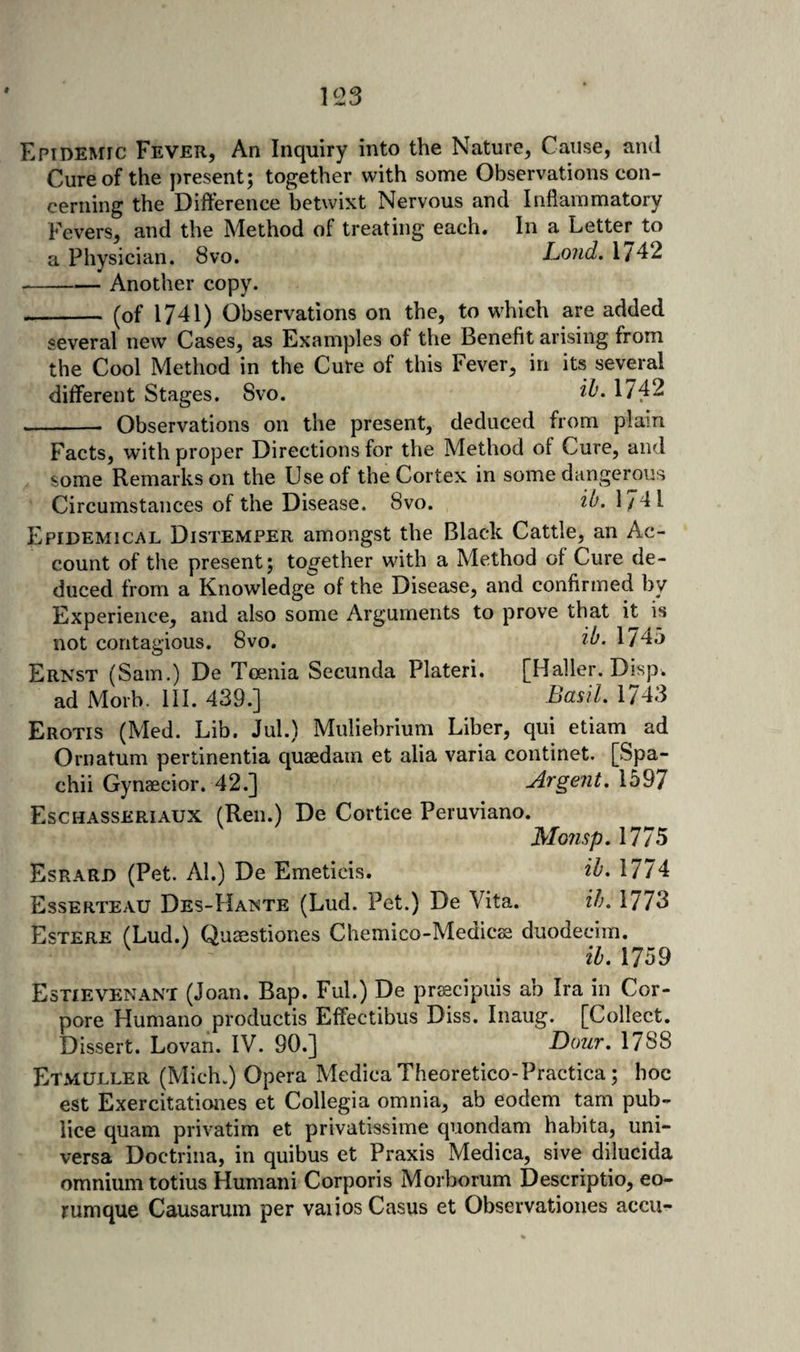 123
Epidemic Fever, An Inquiry into the Nature, Cause, and
Cure of the present; together with some Observations con-
cerning the Difference betwixt Nervous and Inflammatory
Fevers, and the Method of treating each. In a Letter to
a Physician. 8vo. Lond. 1742
——— Another copy.
——— (of 1741) Observations on the, to which are added
several new Cases, as Examples of the Benefit arising from
the Cool Method in the Cure of this Fever, in its several
different Stages. 8vo. ib. 1742
——— Observations on the present, deduced from plain
Facts, with proper Directions for the Method of Cure, and
some Remarks on the Use of the Cortex in some dangerous
Circumstances of the Disease. 8vo. ib. 1741
Epidemical Distemper amongst the Black Cattle, an Ac-
count of the present; together with a Method of Cure de-
duced from a Knowledge of the Disease, and confirmed by
Experience, and also some Arguments to prove that it is
not contagious. 8vo. ib. 1745
Ernst (Sam.) De Tœnia Secunda Plateri. [Haller. Disp.
ad Morb. III. 439.] Basil. 1743
Erotis (Med. Lib. Jul.) Muliebrium Liber, qui etiam ad
Ornatum pertinentia quædam et alia varia continet. [Spa-
chii Gynæcior. 42.] Argent. 1597
Eschasseriaux (Ren.) De Cortice Peruviano.
Monsp. 1775
Esrard (Pet. Al.) De Emeticis. ib. 1774
Esserteau Des-Hante (Lud. Pet.) De Vita. ib. 1773
Estere (Lud.) Quæstiones Chemico-Medicæ duodecim.
ib. 1759
Estievenant (Joan. Bap. Ful.) De præcipuis ab Ira in Cor-
pore Humano productis Effectibus Diss. Inaug. [Collect.
Dissert. Lovan. IV. 90.] Dour. 1788
Etmuller (Mich.) Opera Medica Theoretico-Practica; hoc
est Exercitationes et Collegia omnia, ab eodem tam pub-
lice quam privatim et privatissime quondam habita, uni-
versa Doctrina, in quibus et Praxis Medica, sive dilucida
omnium totius Humani Corporis Morborum Descriptio, eo-
rumque Causarum per varios Casus et Observationes accu-